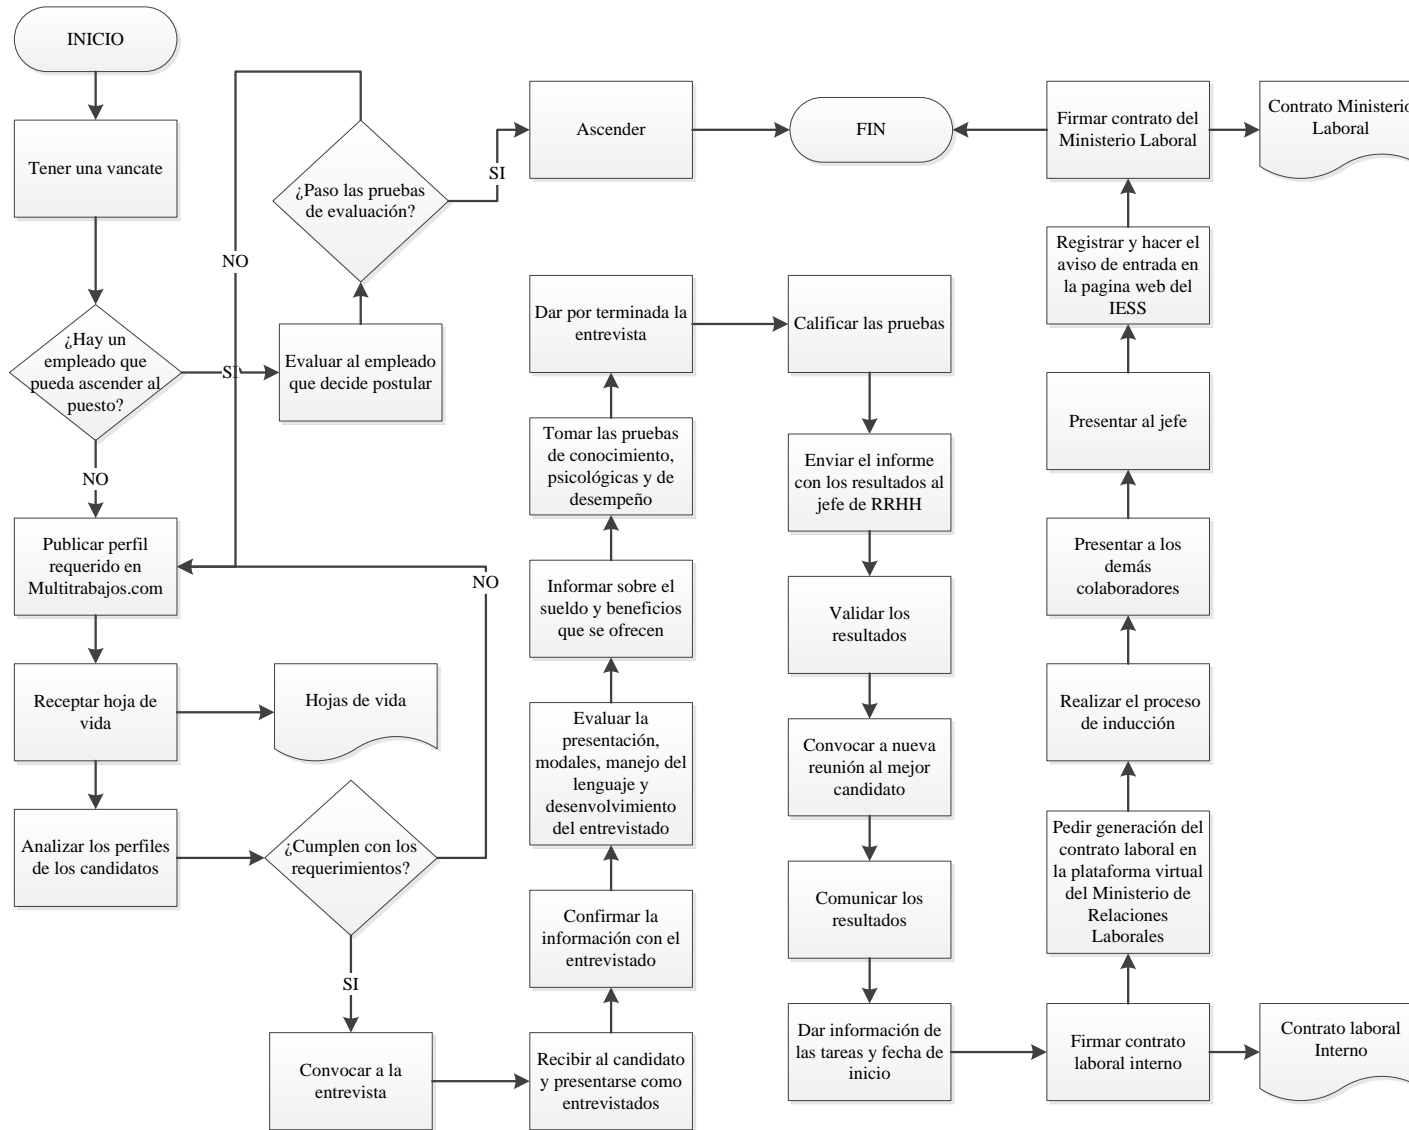 INICIO
Tener una vancate
¿Hay un
empleado que
pueda ascender al
puesto?
SI
NO
Evaluar al empleado
que decide postular
¿Paso las pruebas
de evaluación?
NO
SI
Ascender
FIN
Publicar perfil
requerido en
Multitrabajos.com
Receptar hoja de
vida
Hojas de vida
Analizar los perfiles
de los candidatos
¿Cumplen con los
requerimientos?
NO
SI
Convocar a la
entrevista
Recibir al candidato
y presentarse como
entrevistados
Confirmar la
información con el
entrevistado
Evaluar la
presentación,
modales, manejo del
lenguaje y
desenvolvimiento
del entrevistado
Informar sobre el
sueldo y beneficios
que se ofrecen
Tomar las pruebas
de conocimiento,
psicológicas y de
desempeño
Dar por terminada la
entrevista
Calificar las pruebas
Enviar el informe
con los resultados al
jefe de RRHH
Validar los
resultados
Convocar a nueva
reunión al mejor
candidato
Comunicar los
resultados
Dar información de
las tareas y fecha de
inicio
Firmar contrato
laboral interno
Contrato laboral
Interno
Pedir generación del
contrato laboral en
la plataforma virtual
del Ministerio de
Relaciones
Laborales
Realizar el proceso
de inducción
Presentar a los
demás
colaboradores
Presentar al jefe
Registrar y hacer el
aviso de entrada en
la pagina web del
IESS
Firmar contrato del
Ministerio Laboral
Contrato Ministerio
Laboral